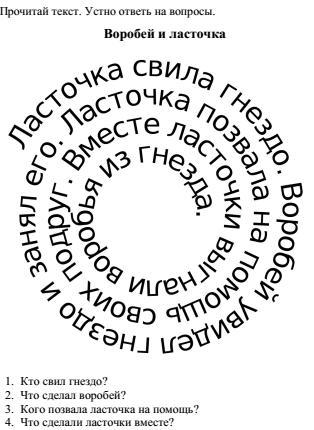 Прочитай текст. Устно ответь на вопросы.
Воробей и ласточка
Ласточка свила гнездо. Воробей увидел гнездо и занял его. Ласточка позвала на помощь своих подруг. Вместе ласточки выгнали воробья из гнезда.
1. Кто свил гнездо?
2. Что сделал воробей?
3. Кого позвала ласточка на помощь?
4. Что сделали ласточки вместе?